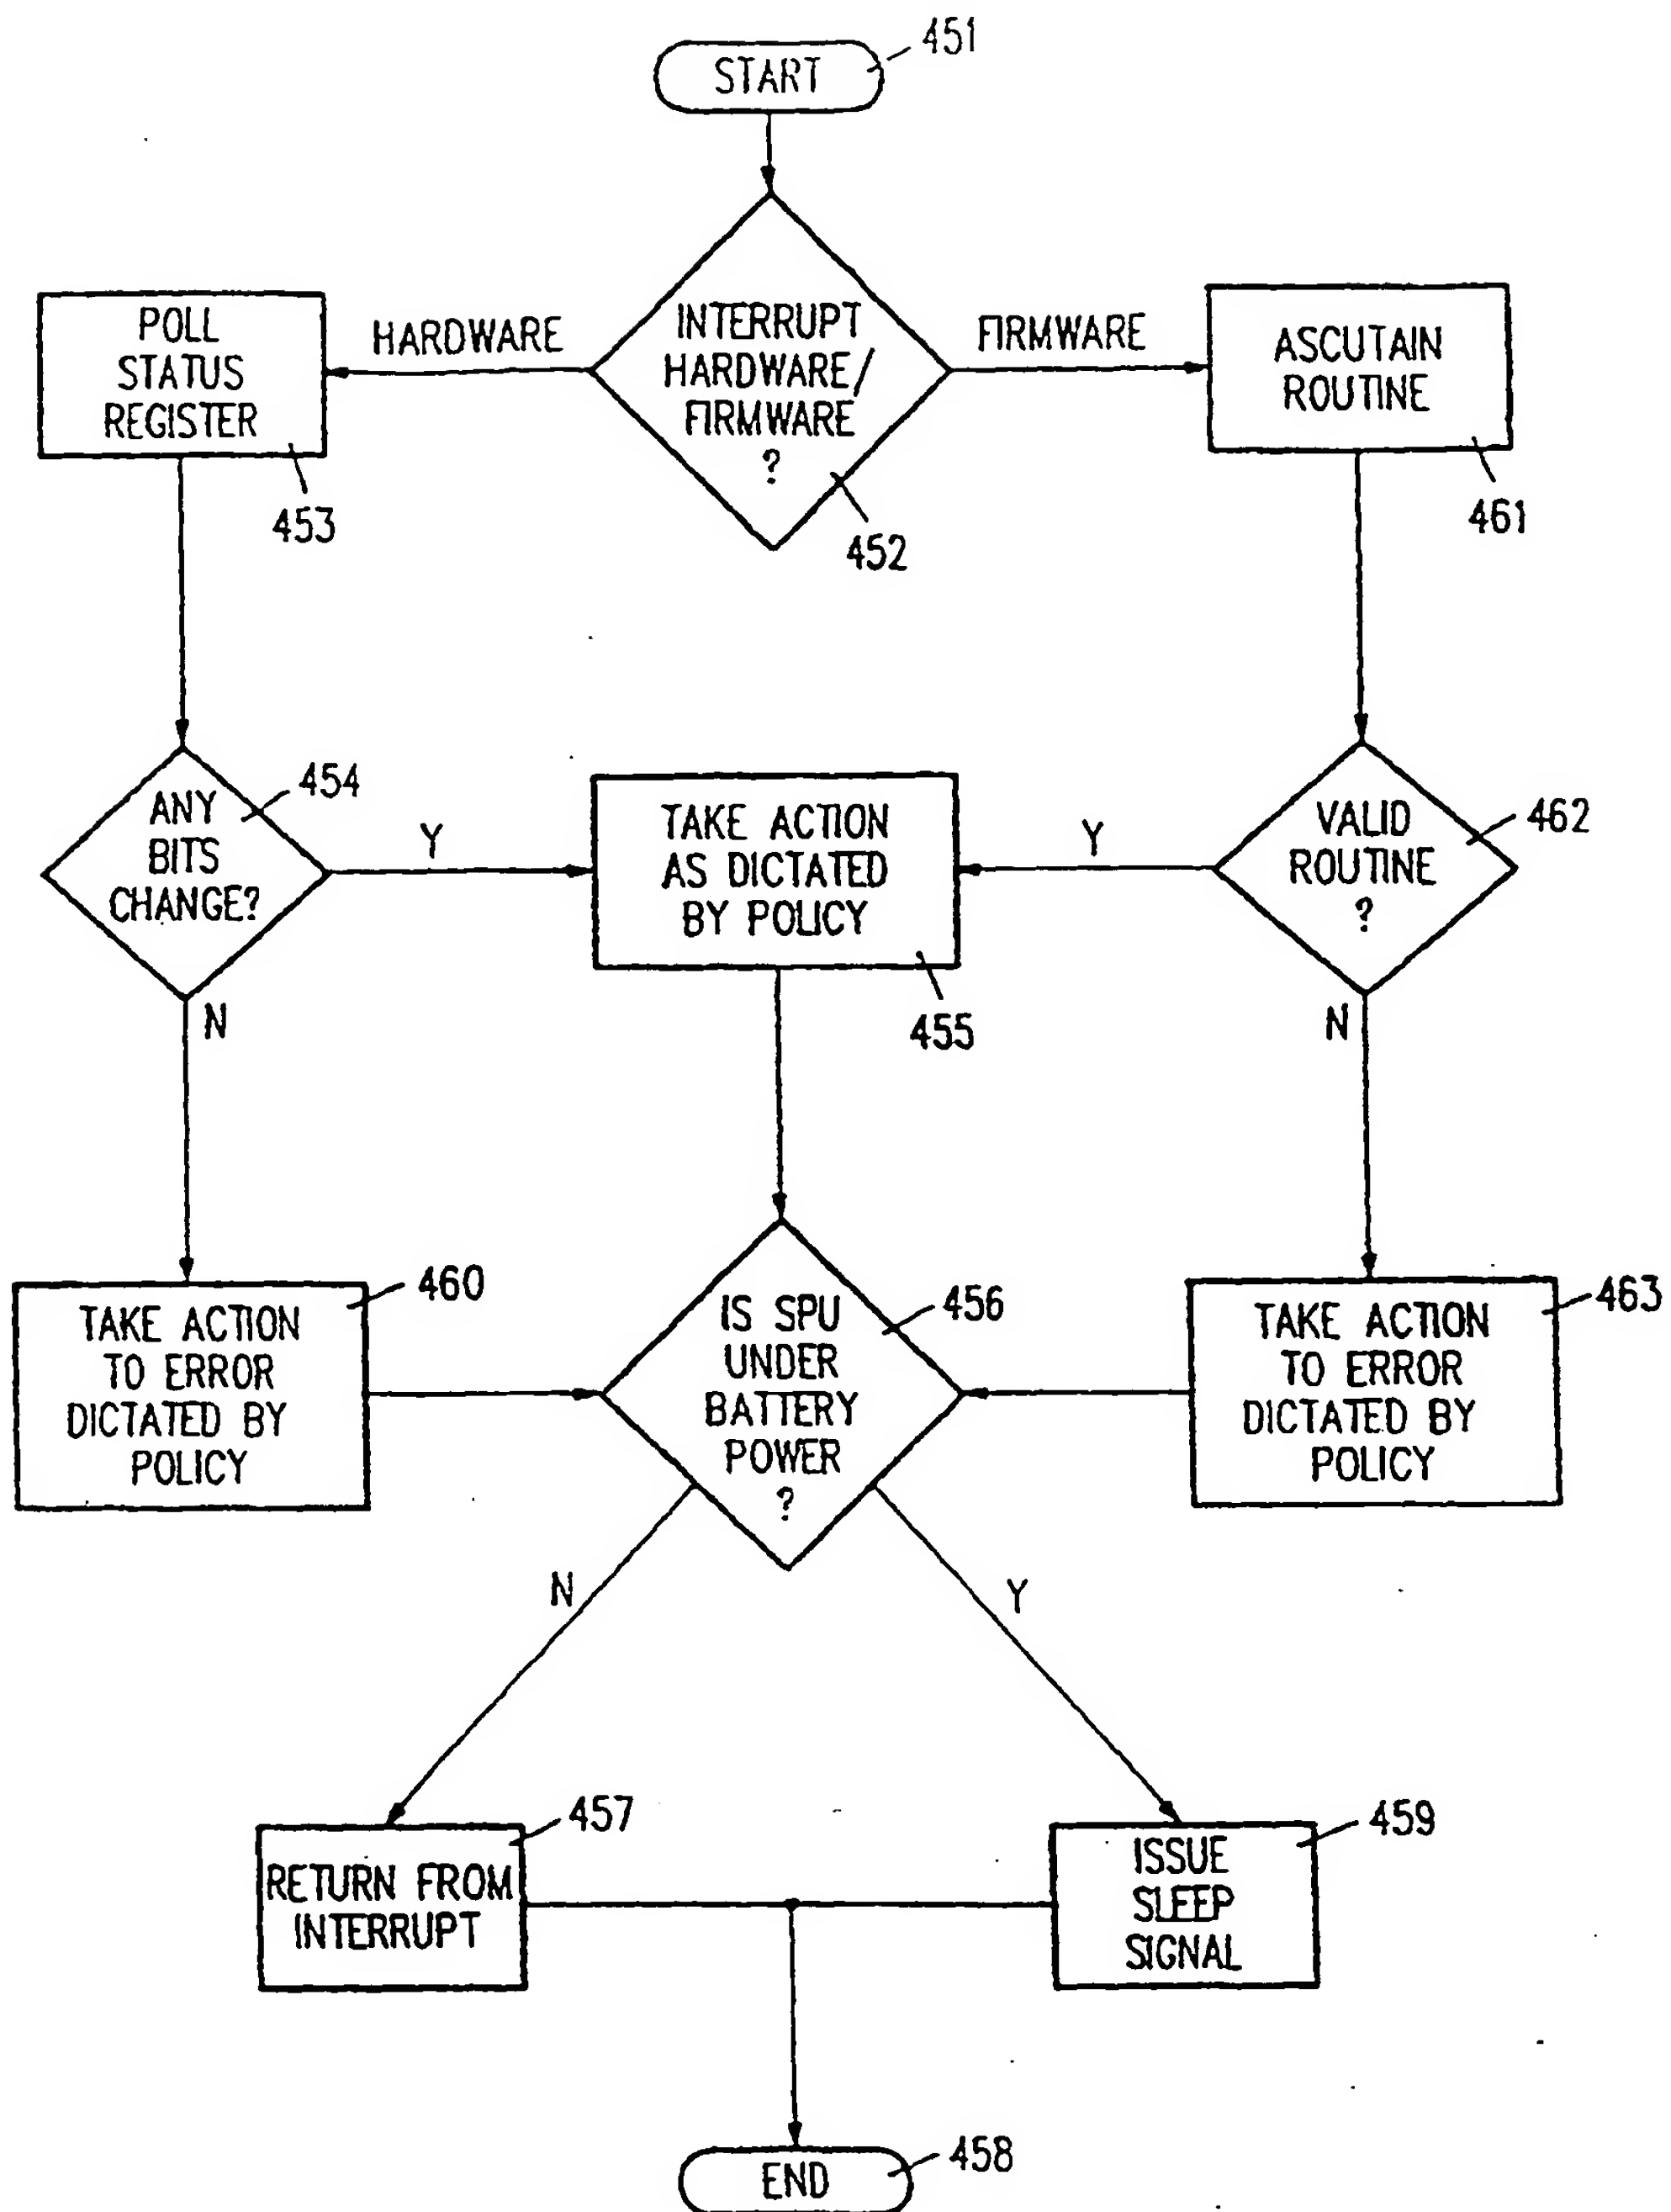 451
START
INTERRUPT
HARDWARE/
FIRMWARE
?
452
HARDWARE
FIRMWARE
POLL
STATUS
REGISTER
453
ASCUTAIN
ROUTINE
461
ANY
BITS
CHANGE?
454
Y
N
TAKE ACTION
AS DICTATED
BY POLICY
455
VALID
ROUTINE
?
462
Y
N
TAKE ACTION
TO ERROR
DICTATED BY
POLICY
460
IS SPU
UNDER
BATTERY
POWER
?
456
TAKE ACTION
TO ERROR
DICTATED BY
POLICY
463
N
Y
RETURN FROM
INTERRUPT
457
ISSUE
SLEEP
SIGNAL
459
END
458